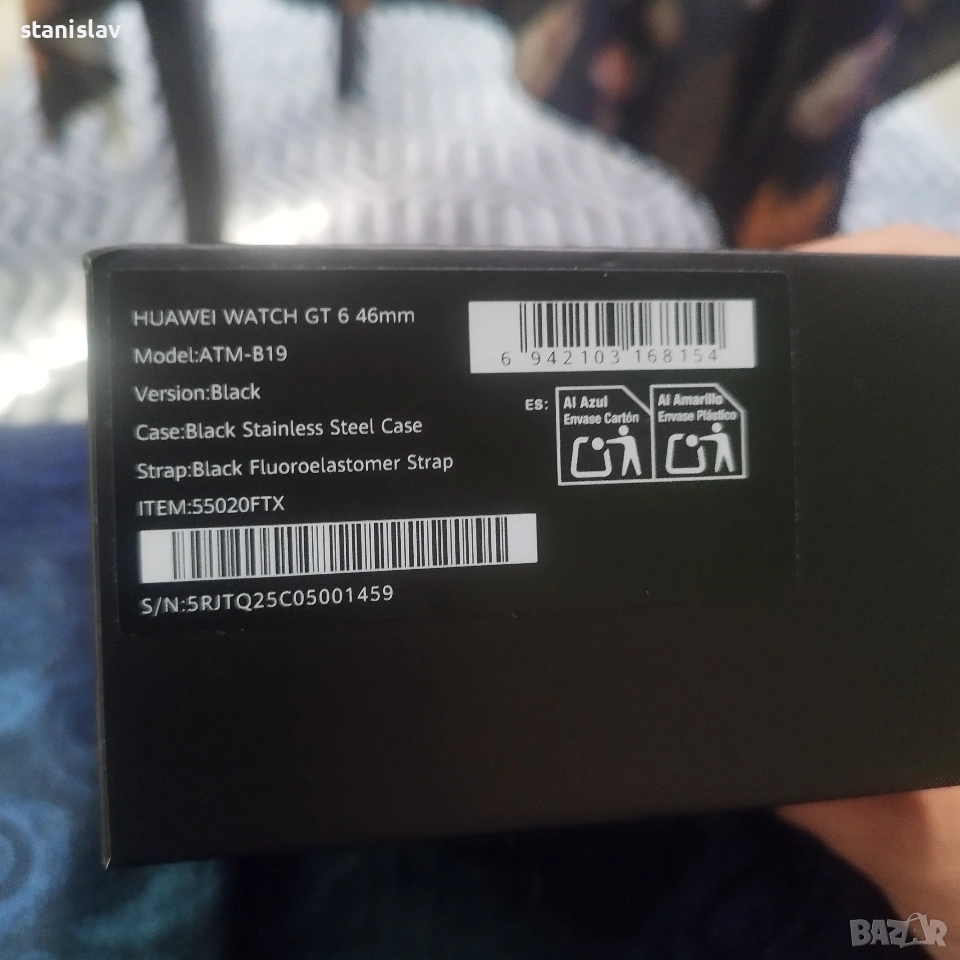 stanislav
HUAWEI WATCH GT 6 46mm
Model:ATM-B19
Version:Black
Case:Black Stainless Steel Case
Strap:Black Fluoroelastomer Strap
ITEM:55020FTX
S/N:5RJTQ25C05001459
6 942103 168154
ES:
Al Azul
Envase Cartón
Al Amarillo
Envase Plástico
BAZAR